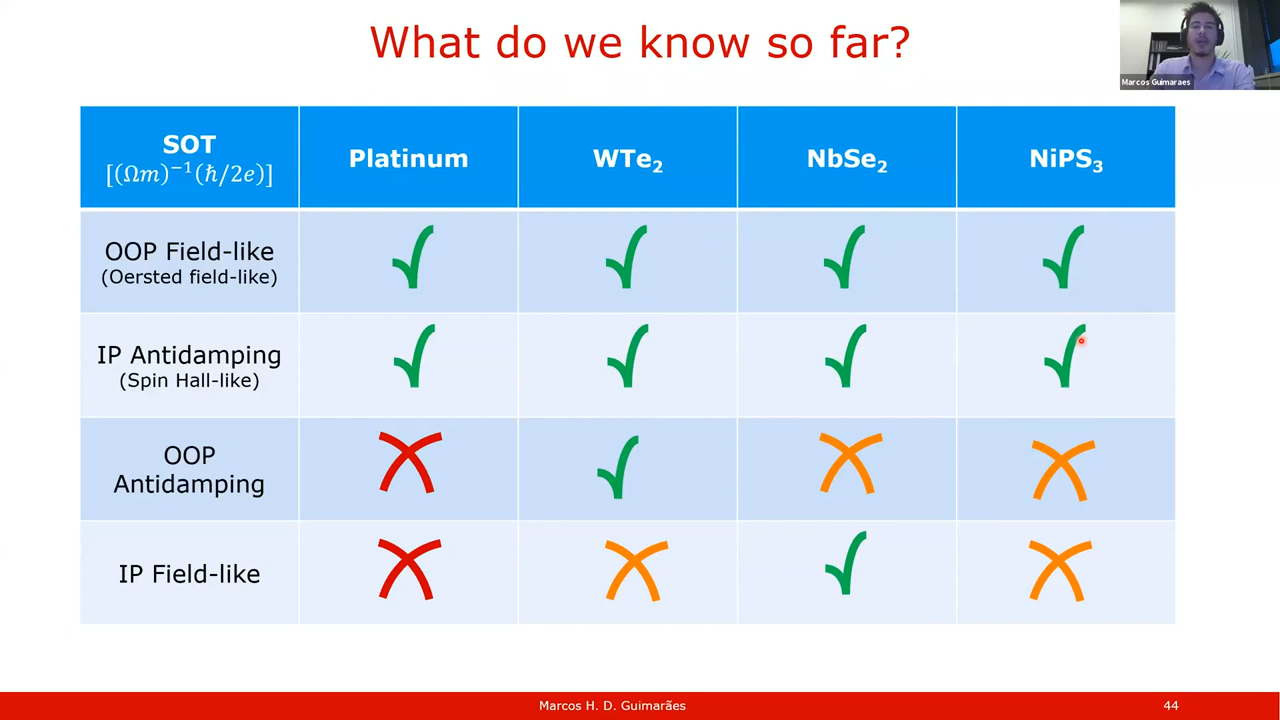 What do we know so far?
Marcos Guimaraes
SOT
[(Ωm)⁻¹(ħ/2e)]
Platinum
WTe₂
NbSe₂
NiPS₃
OOP Field-like
(Oersted field-like)
IP Antidamping
(Spin Hall-like)
OOP
Antidamping
IP Field-like
Marcos H. D. Guimarães
44